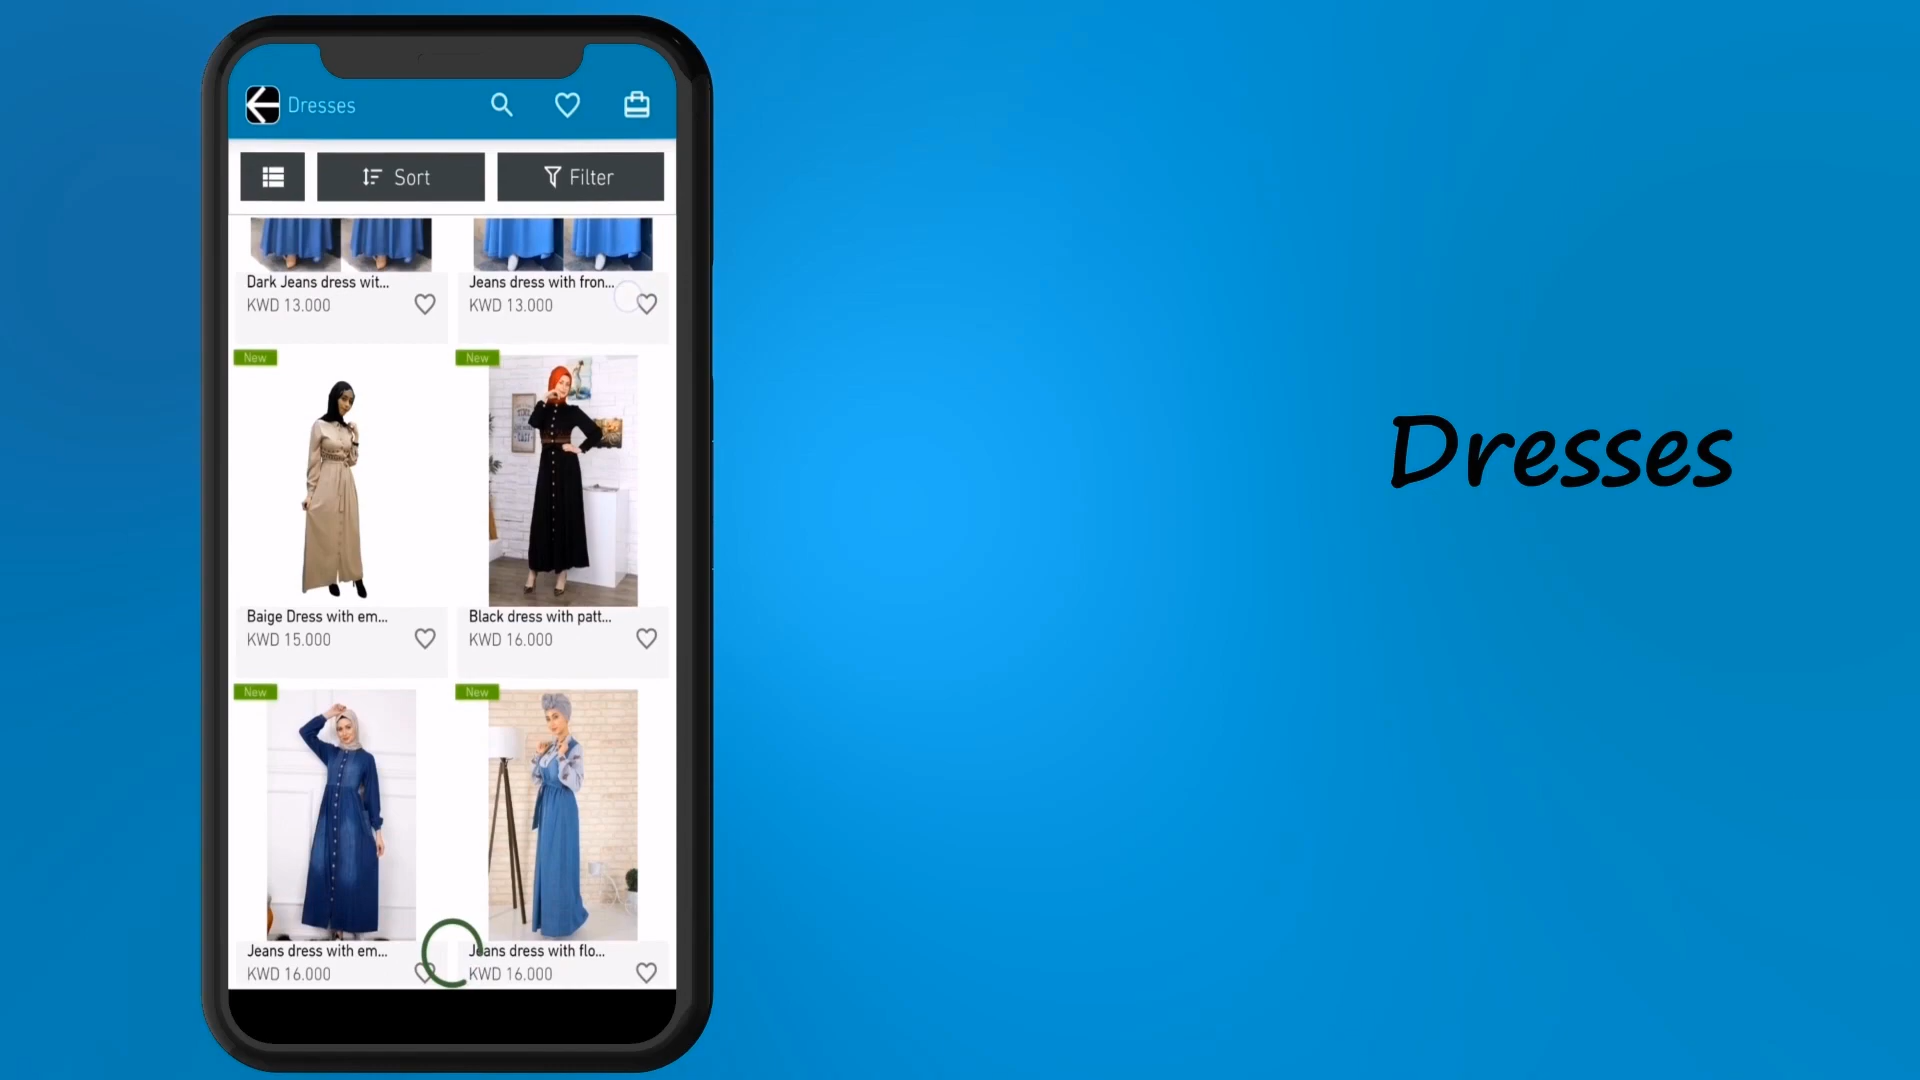 Dresses
Sort
Filter
Dark Jeans dress wit...
KWD 13.000
Jeans dress with fron...
KWD 13.000
New
New
Baige Dress with em...
KWD 15.000
Black dress with patt...
KWD 16.000
New
New
Jeans dress with em...
KWD 16.000
Jeans dress with flo...
KWD 16.000
Dresses